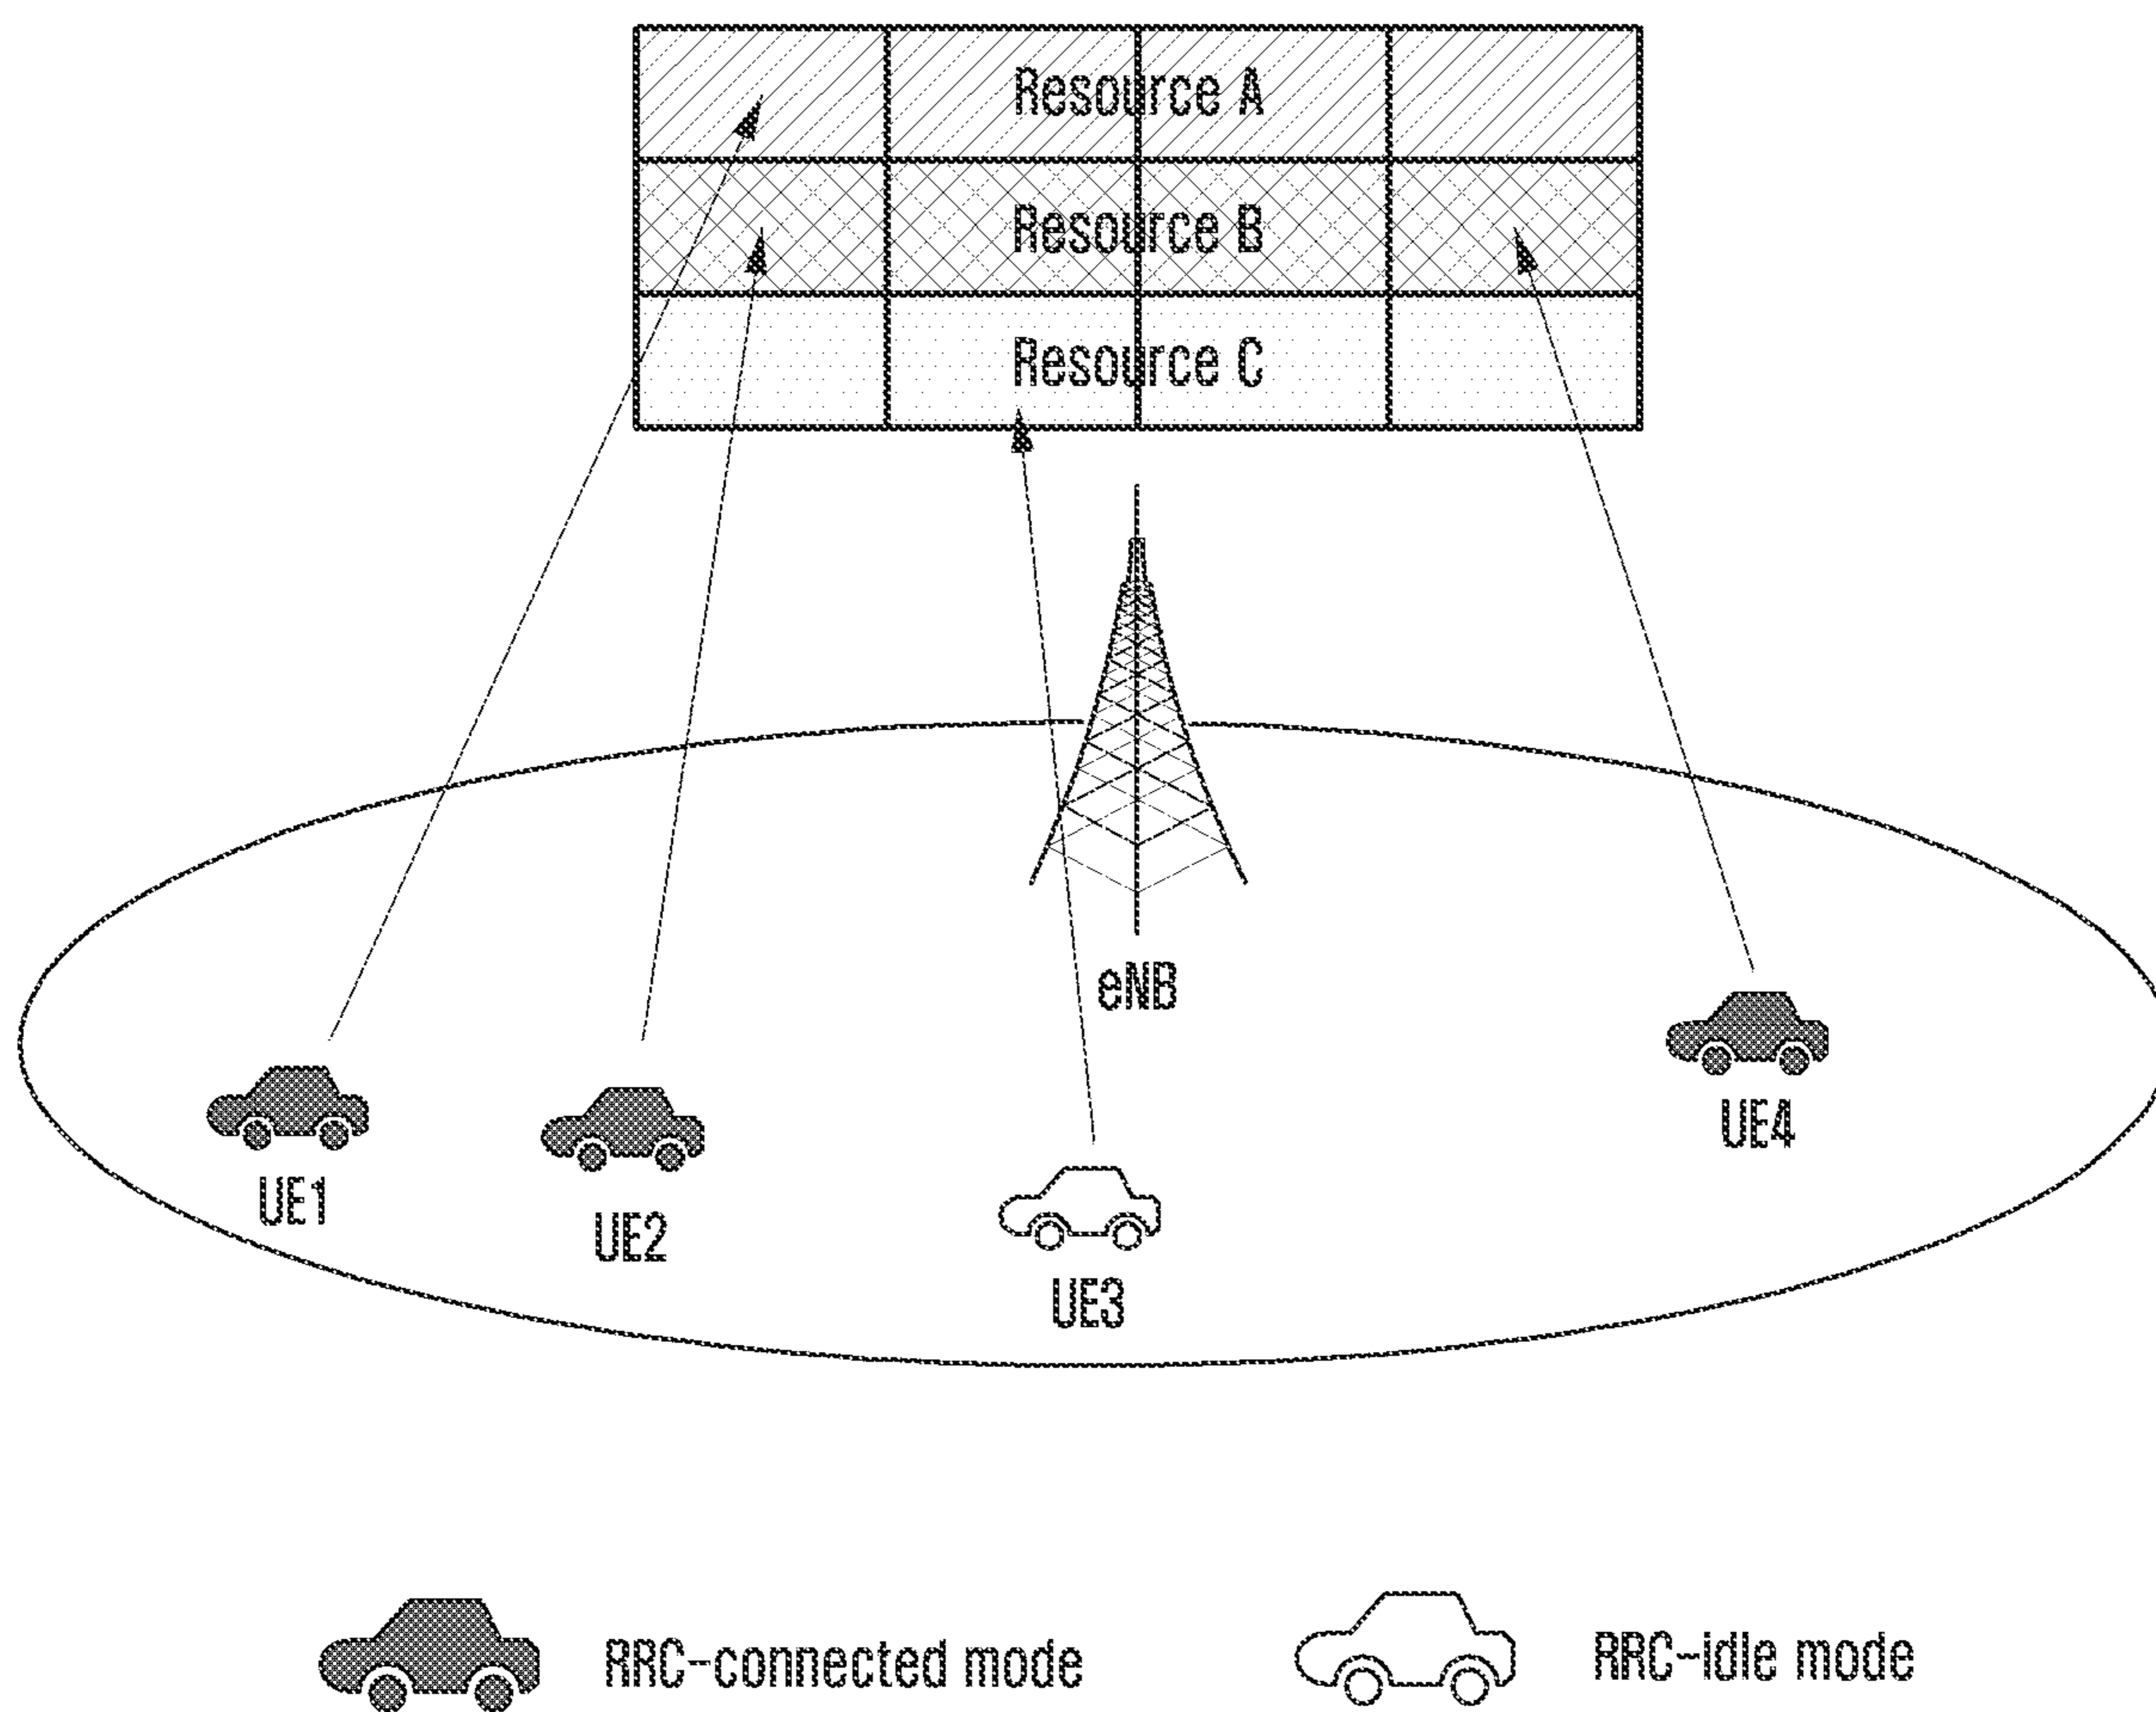 Resource A
Resource B
Resource C
eNB
UE1
UE2
UE3
UE4
RRC-connected mode
RRC-idle mode